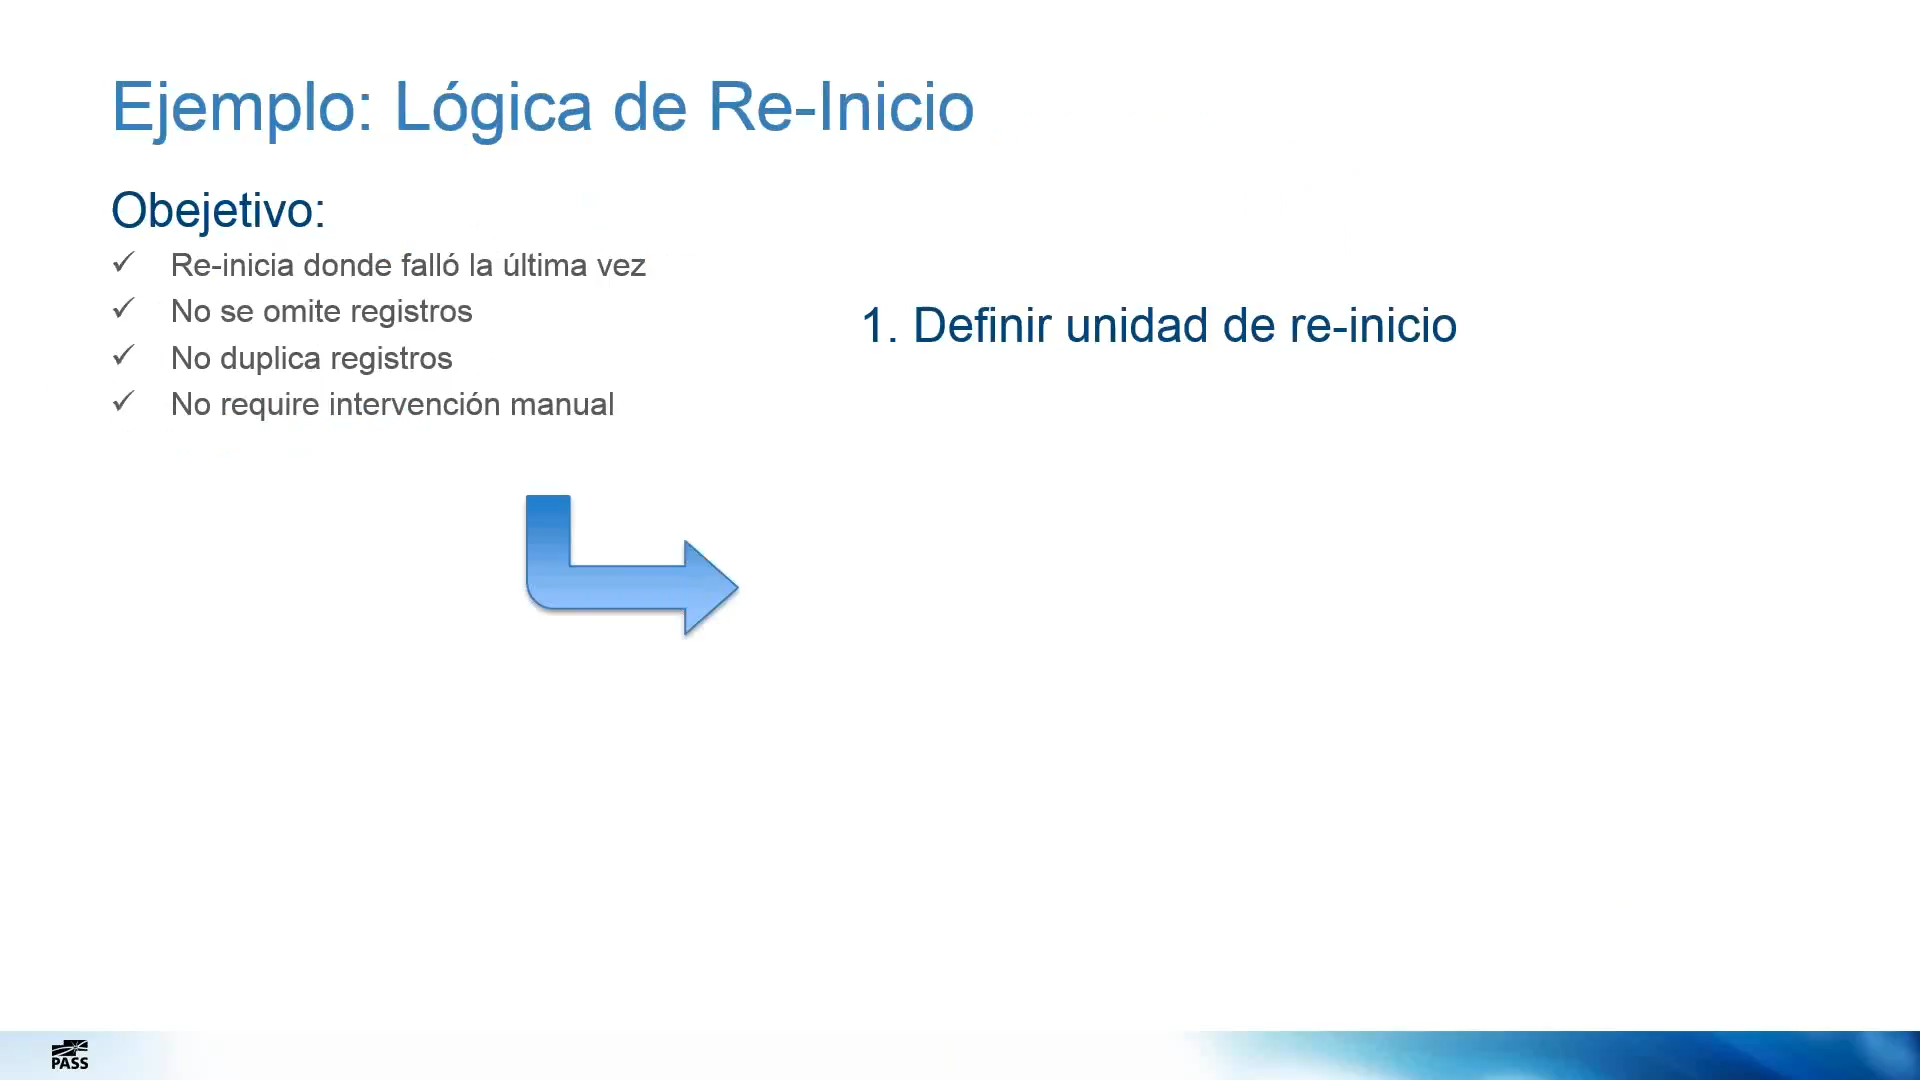 Ejemplo: Lógica de Re-Inicio
Obejetivo:
✓ Re-inicia donde falló la última vez
✓ No se omite registros
✓ No duplica registros
✓ No require intervención manual
1. Definir unidad de re-inicio
PASS